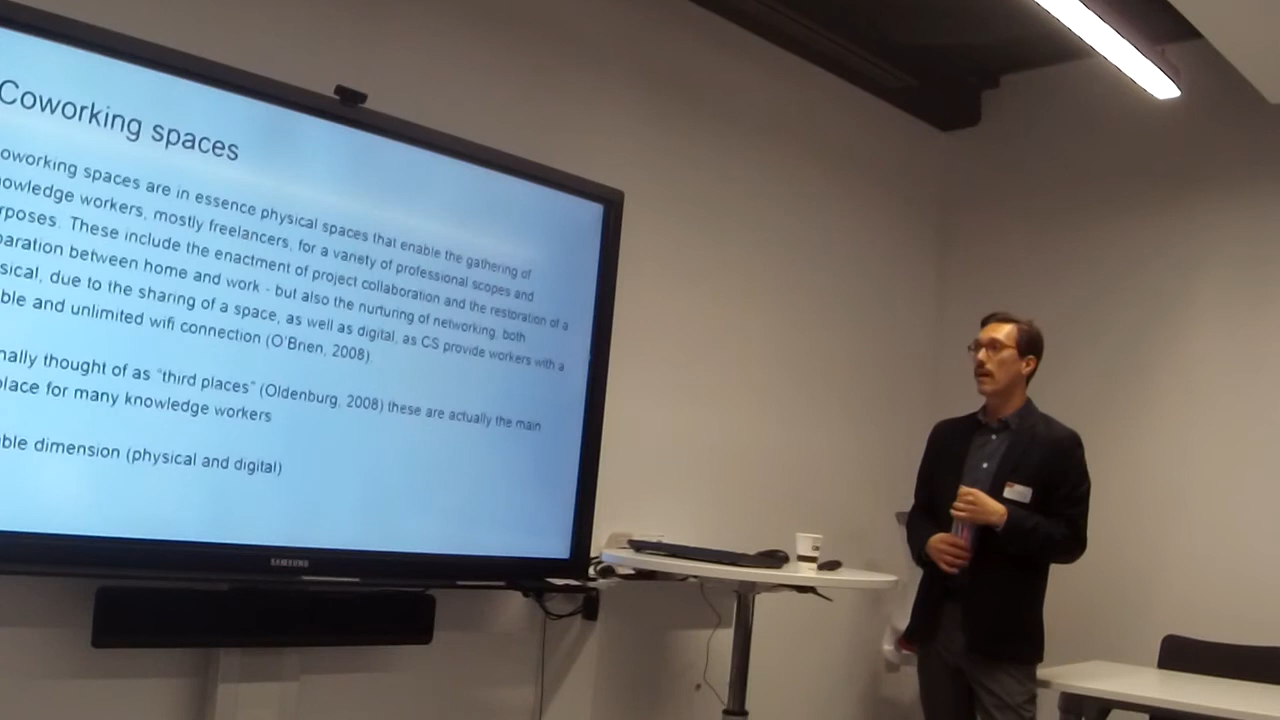 Coworking spaces
oworking spaces are in essence physical spaces that enable the gathering of
owledge workers, mostly freelancers, for a variety of professional scopes and
rposes. These include the enactment of project collaboration and the restoration of a
paration between home and work - but also the nurturing of networking, both
sical, due to the sharing of a space, as well as digital, as CS provide workers with a
ble and unlimited wifi connection (O'Brien, 2008).
nally thought of as "third places" (Oldenburg, 2008) these are actually the main
place for many knowledge workers
ble dimension (physical and digital)
SAMSUNG